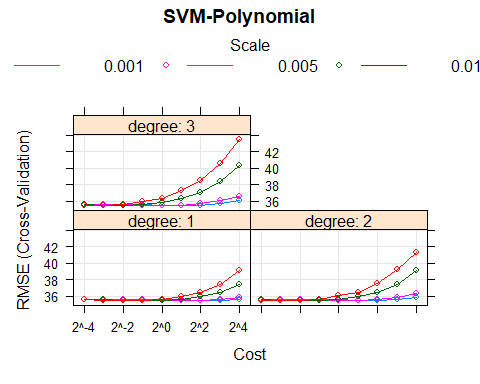 SVM-Polynomial
Scale
0.001 0.005 0.01
degree: 3
42
40
38
36
degree: 1 degree: 2
42
40
38
36
2^-4 2^-2 2^0 2^2 2^4
RMSE (Cross-Validation)
Cost